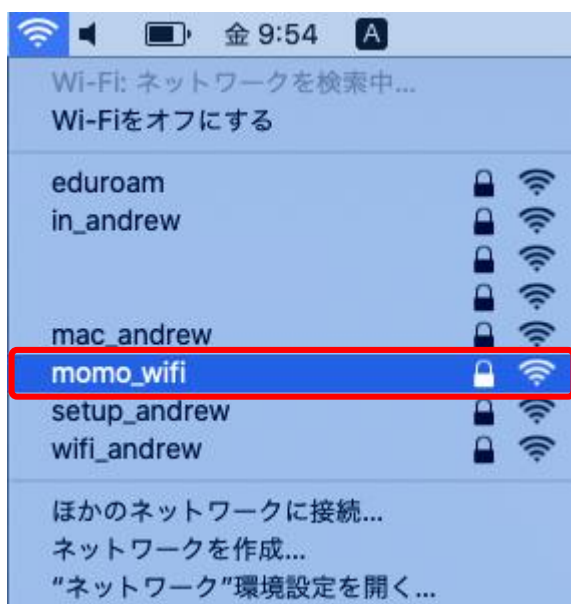 金 9:54 A
Wi-Fi: ネットワークを検索中...
Wi-Fiをオフにする
eduroam
in_andrew
mac_andrew
momo_wifi
setup_andrew
wifi_andrew
ほかのネットワークに接続...
ネットワークを作成...
"ネットワーク"環境設定を開く...